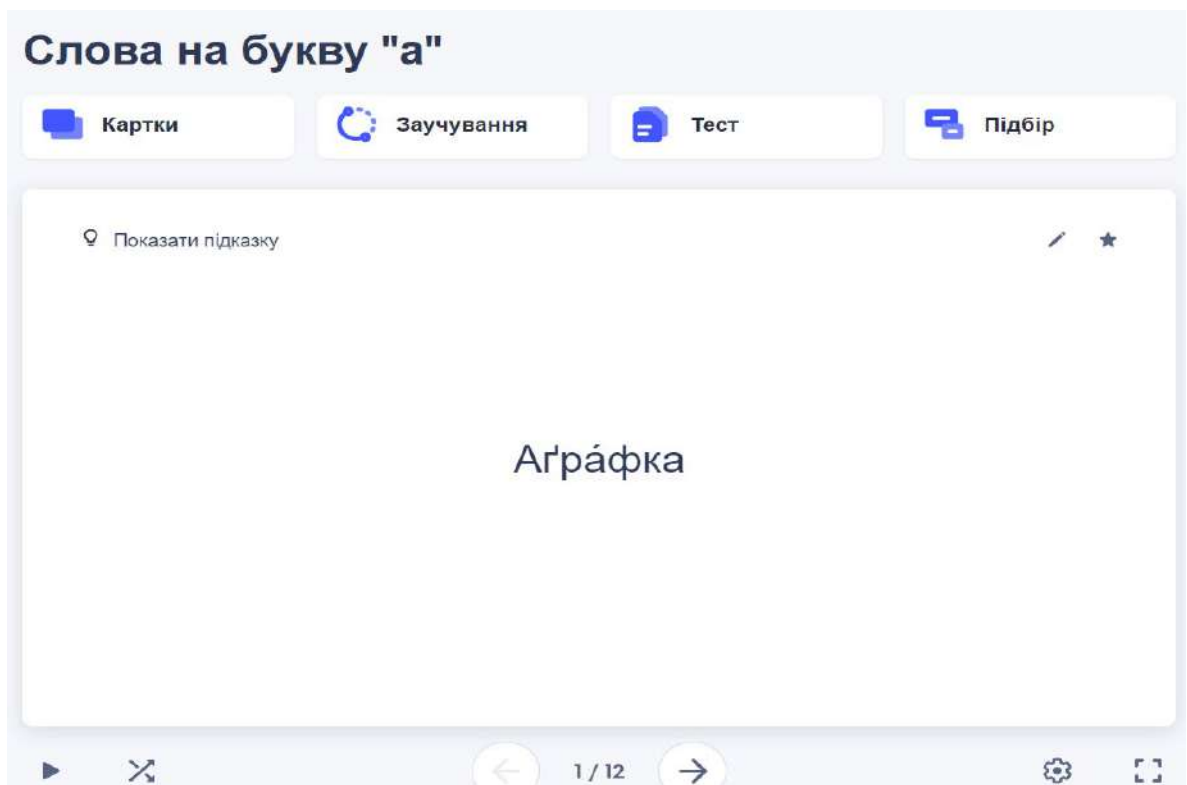 Слова на букву "а"
Картки
Заучування
Тест
Підбір
Показати підказку
Аґра́фка
1 / 12